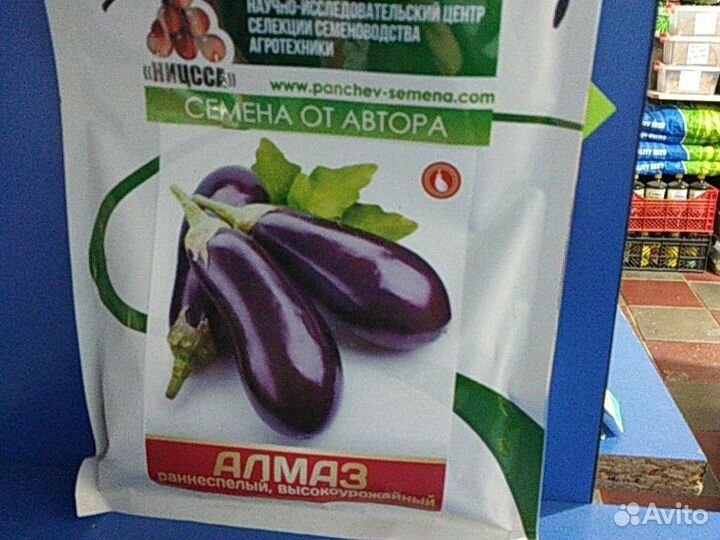 НАУЧНО-ИССЛЕДОВАТЕЛЬСКИЙ ЦЕНТР
СЕЛЕКЦИИ СЕМЕНОВОДСТВА
АГРОТЕХНИКИ
«НИЦССА»
www.panchev-semena.com
СЕМЕНА ОТ АВТОРА
АЛМАЗ
раннеспелый, высокоурожайный
Avito